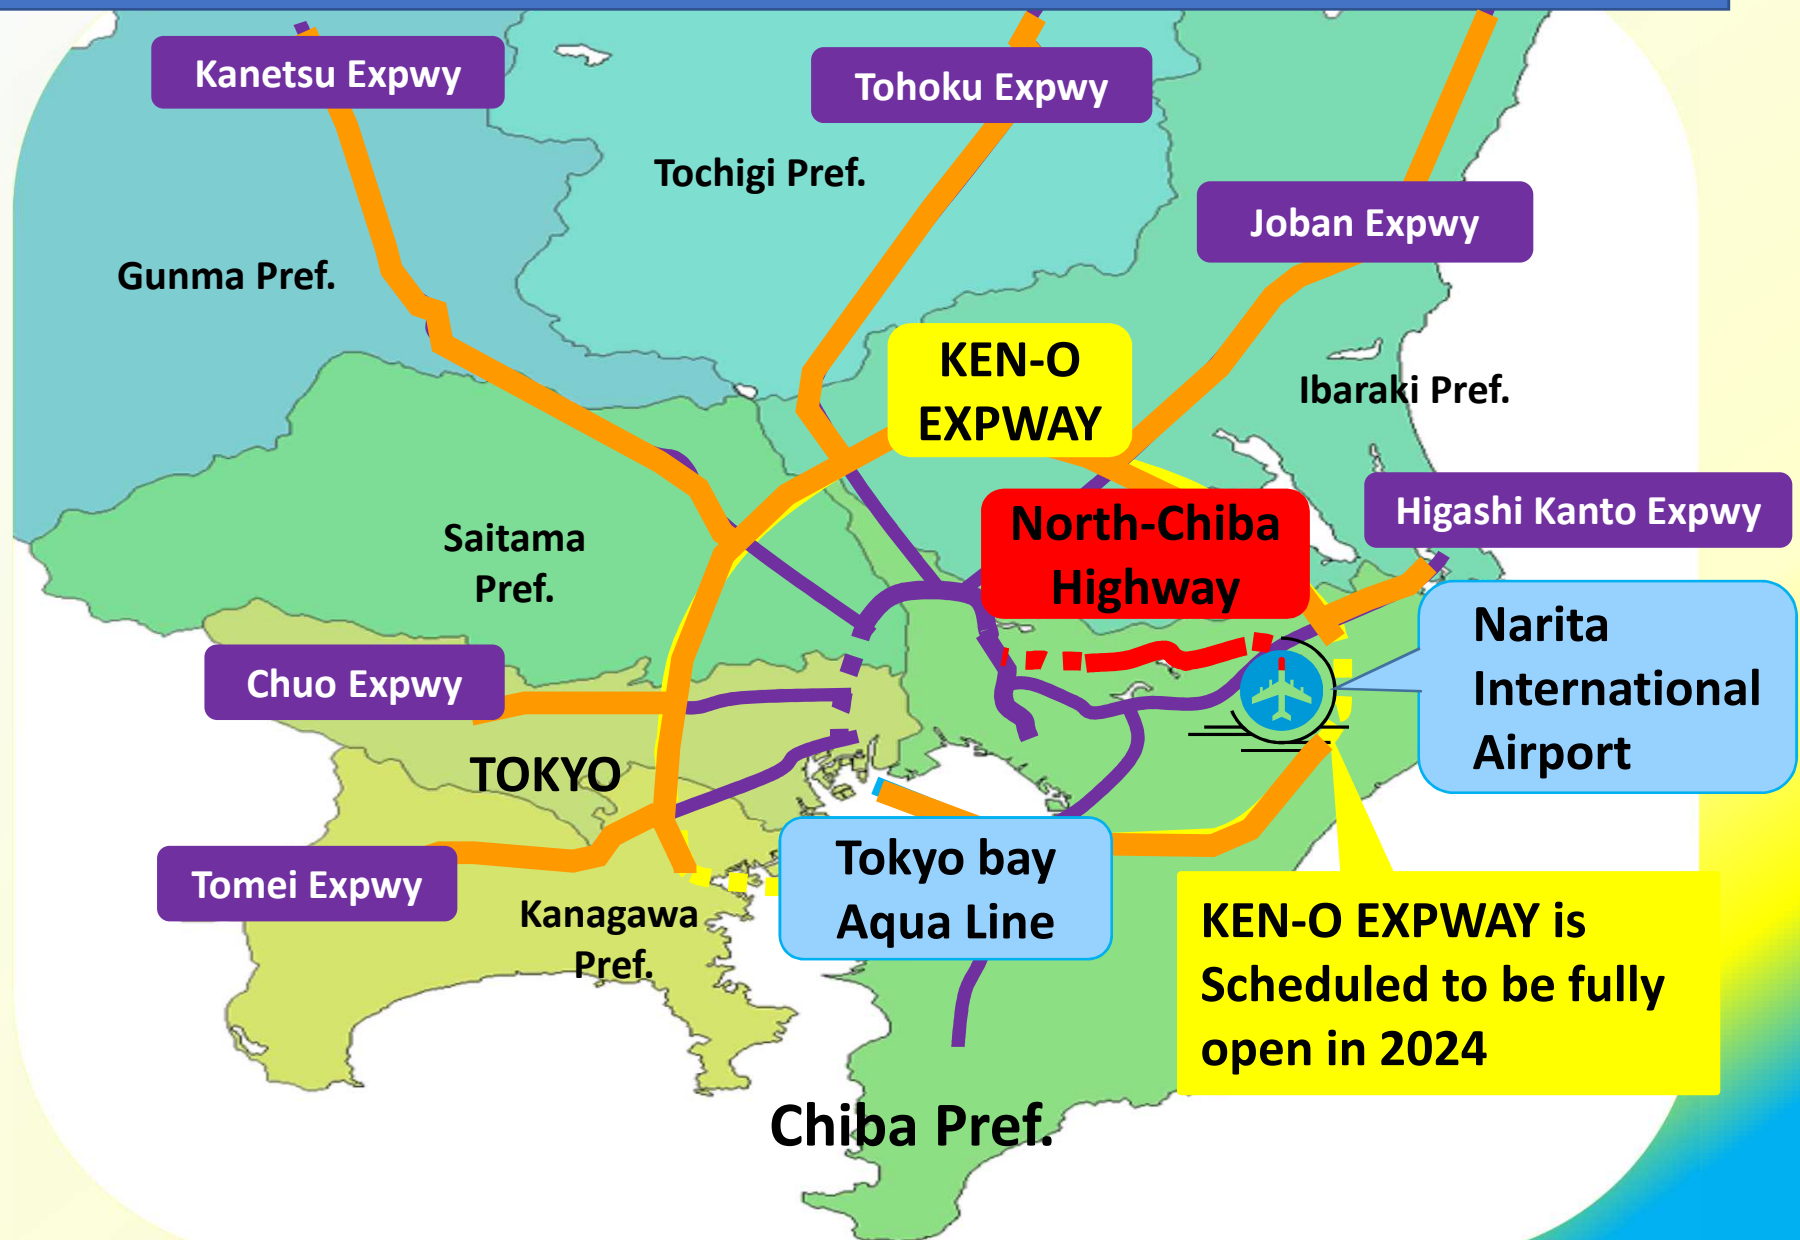 Kanetsu Expwy
Tohoku Expwy
Tochigi Pref.
Joban Expwy
Gunma Pref.
KEN-O
EXPWAY
Ibaraki Pref.
North-Chiba
Highway
Higashi Kanto Expwy
Saitama
Pref.
Narita
International
Airport
Chuo Expwy
TOKYO
Tokyo bay
Aqua Line
Tomei Expwy
Kanagawa
Pref.
KEN-O EXPWAY is
Scheduled to be fully
open in 2024
Chiba Pref.